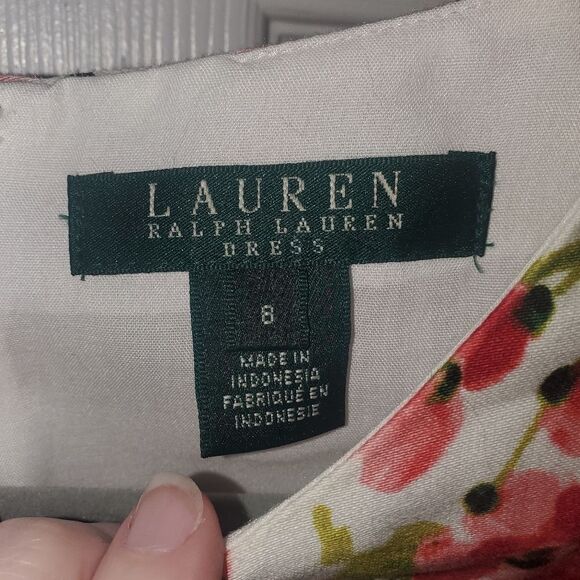 LAUREN
RALPH LAUREN
DRESS
8
MADE IN
INDONESIA
FABRIQUÉ EN
INDONESIE